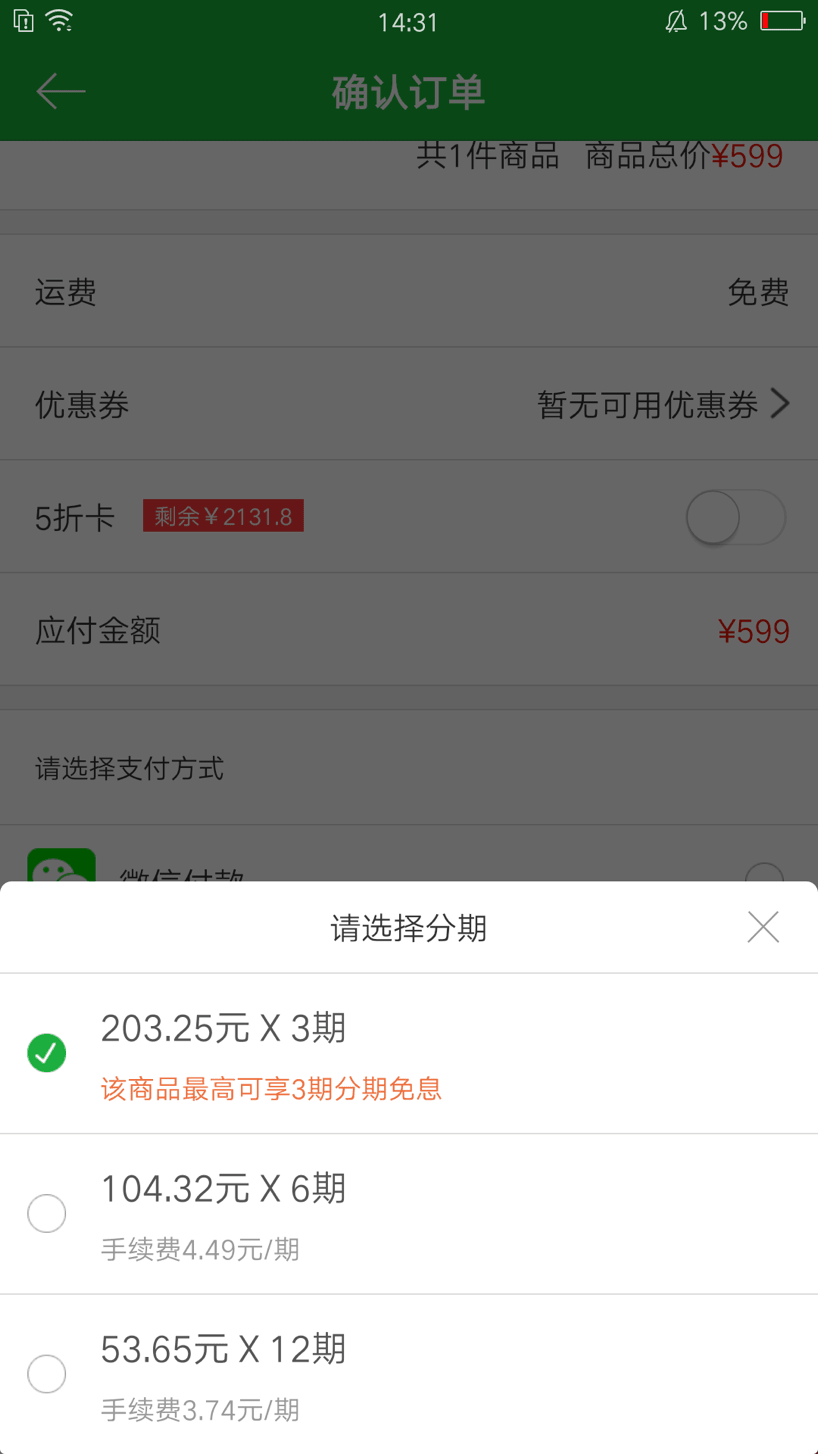 14:31
13%
确认订单
共1件商品 商品总价¥599
运费 免费
优惠券 暂无可用优惠券
5折卡 剩余￥2131.8
应付金额 ¥599
请选择支付方式
微信付款
请选择分期
203.25元 X 3期
该商品最高可享3期分期免息
104.32元 X 6期
手续费4.49元/期
53.65元 X 12期
手续费3.74元/期